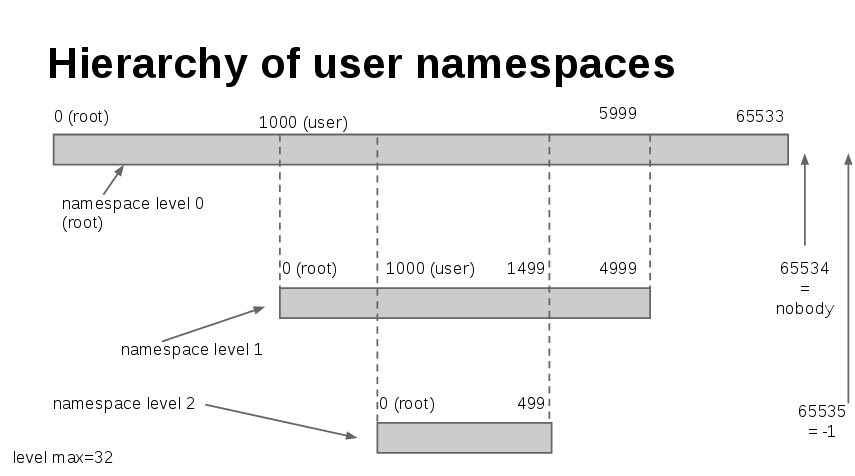 Hierarchy of user namespaces
0 (root)
1000 (user)
5999
65533
namespace level 0
(root)
0 (root)
1000 (user)
1499
4999
65534
=
nobody
namespace level 1
namespace level 2
0 (root)
499
65535
= -1
level max=32